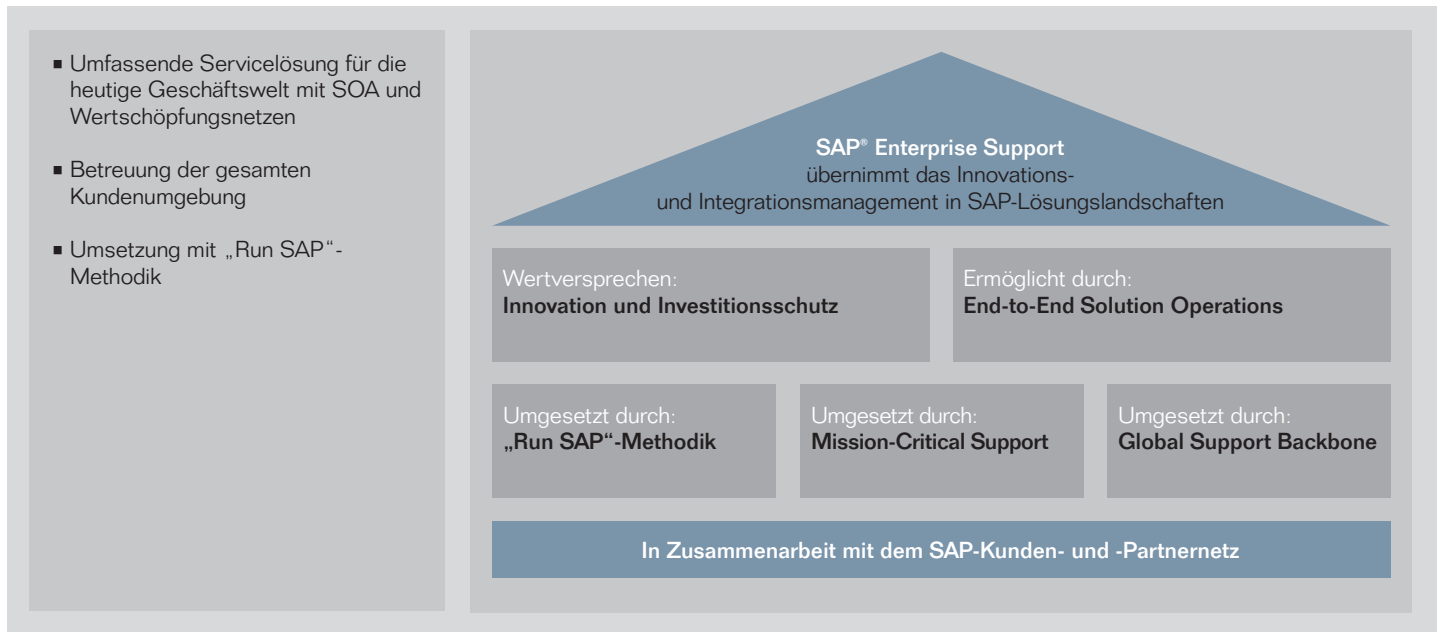 ▪ Umfassende Servicelösung für die
heutige Geschäftswelt mit SOA und
Wertschöpfungsnetzen
▪ Betreuung der gesamten
Kundenumgebung
▪ Umsetzung mit „Run SAP“-
Methodik
SAP® Enterprise Support
übernimmt das Innovations-
und Integrationsmanagement in SAP-Lösungslandschaften
Wertversprechen:
Innovation und Investitionsschutz
Ermöglicht durch:
End-to-End Solution Operations
Umgesetzt durch:
„Run SAP“-Methodik
Umgesetzt durch:
Mission-Critical Support
Umgesetzt durch:
Global Support Backbone
In Zusammenarbeit mit dem SAP-Kunden- und -Partnernetz